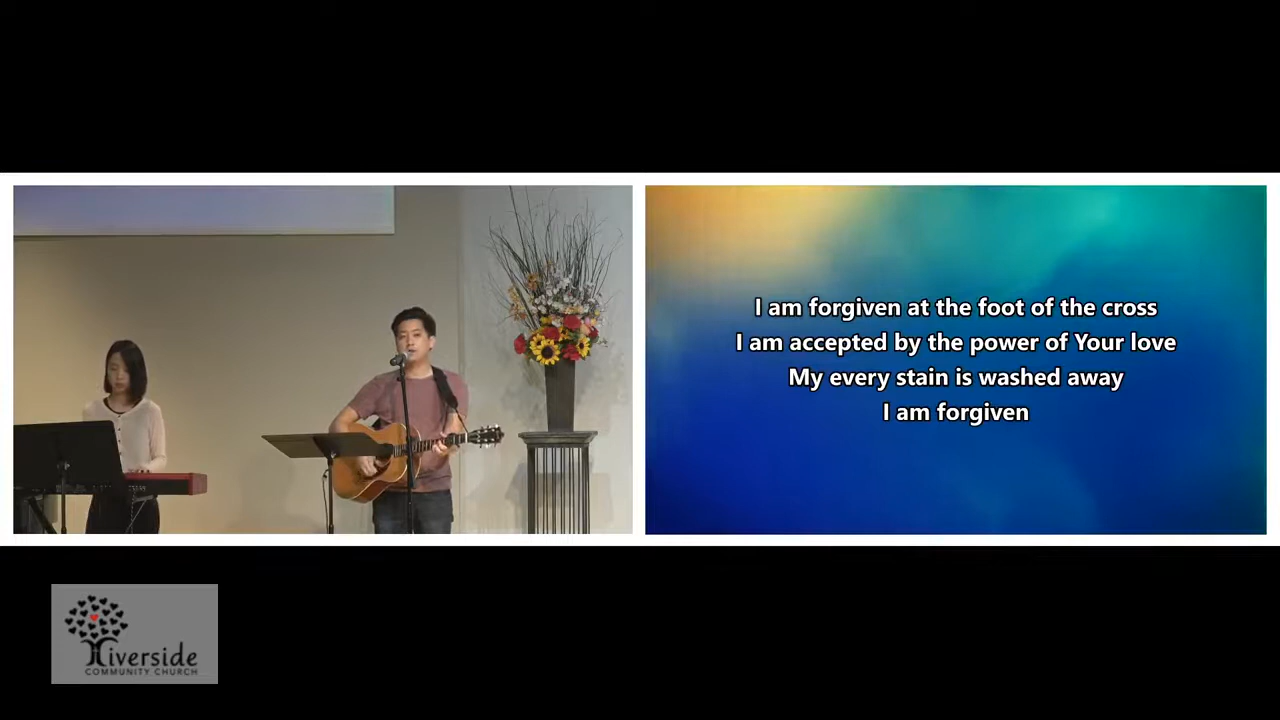 I am forgiven at the foot of the cross
I am accepted by the power of Your love
My every stain is washed away
I am forgiven
Riverside
COMMUNITY CHURCH